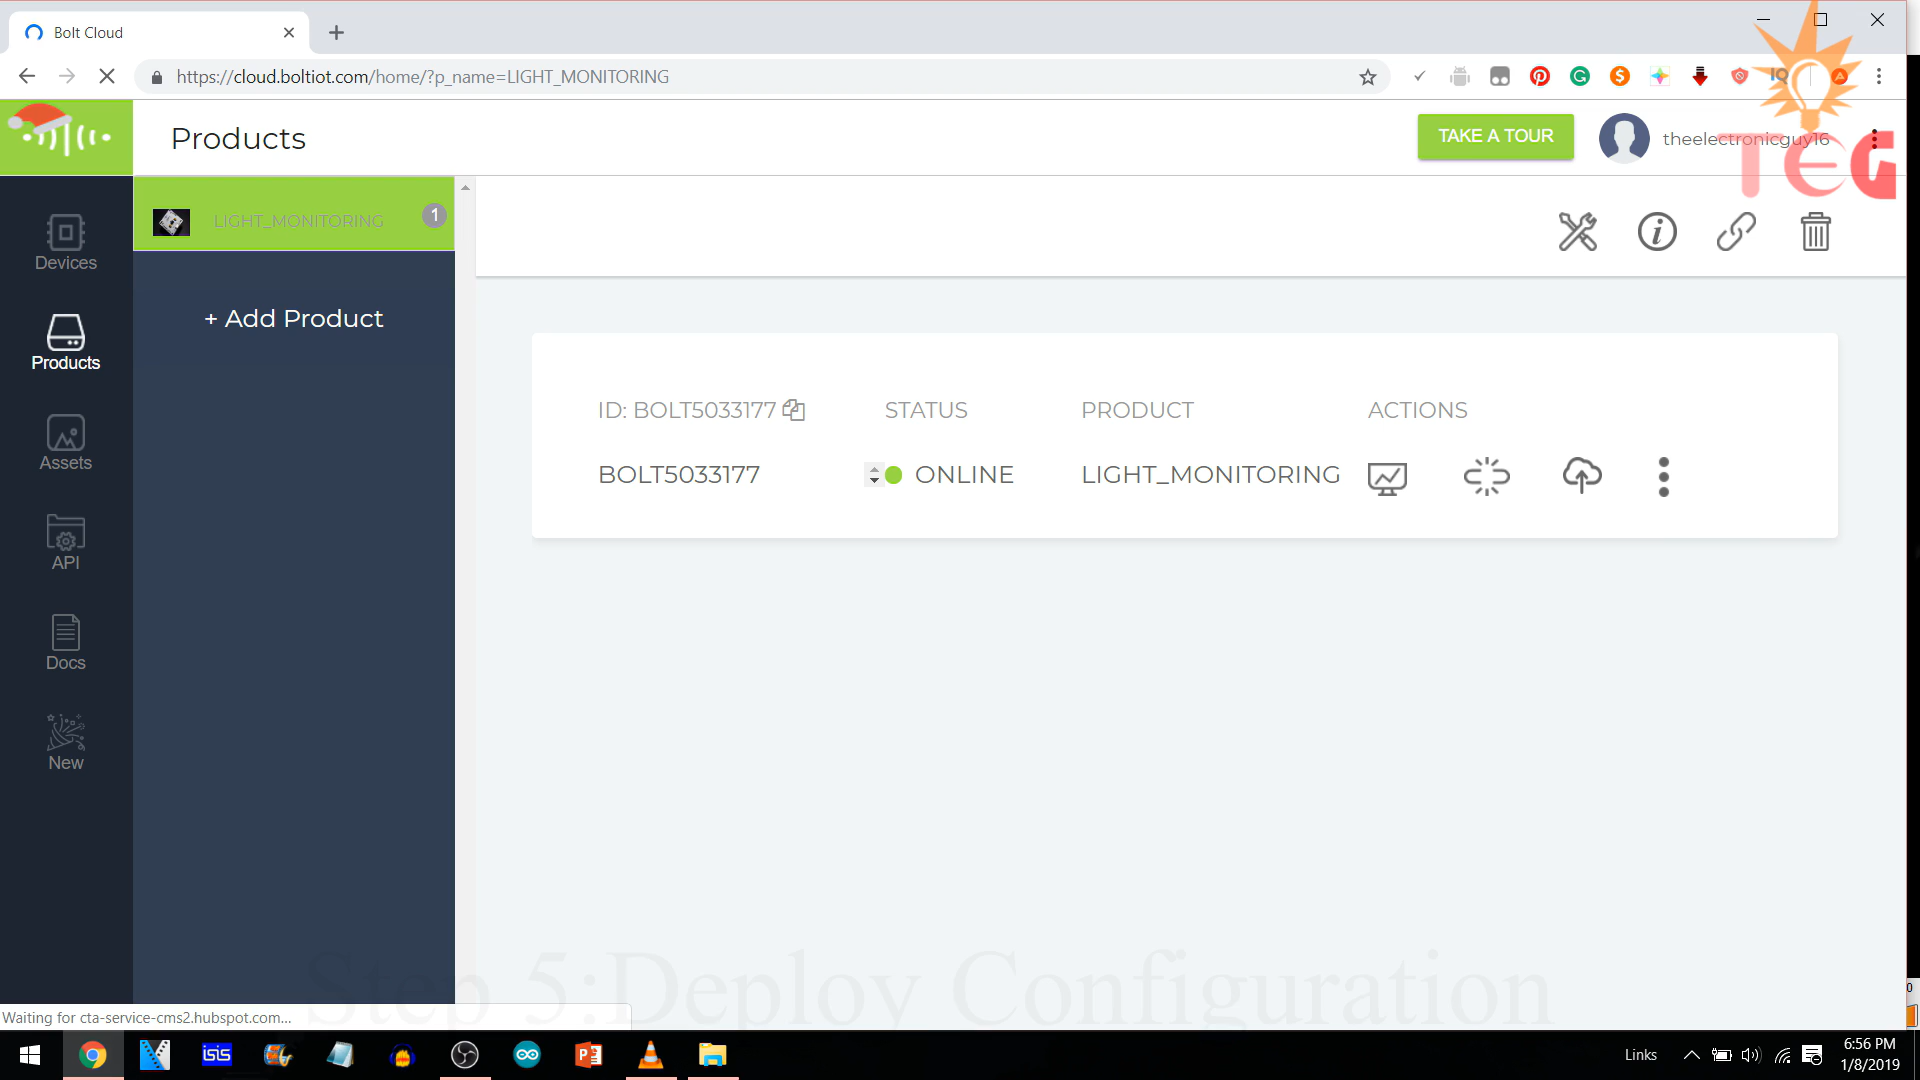 Bolt Cloud
https://cloud.boltiot.com/home/?p_name=LIGHT_MONITORING
Products
TAKE A TOUR
theelectronicguy16
TEG
Devices
Products
Assets
API
Docs
New
LIGHT_MONITORING
1
+ Add Product
ID: BOLT5033177
STATUS
PRODUCT
ACTIONS
BOLT5033177
ONLINE
LIGHT_MONITORING
Step 5:Deploy Configuration
Waiting for cta-service-cms2.hubspot.com...
isis
Links
6:56 PM
1/8/2019